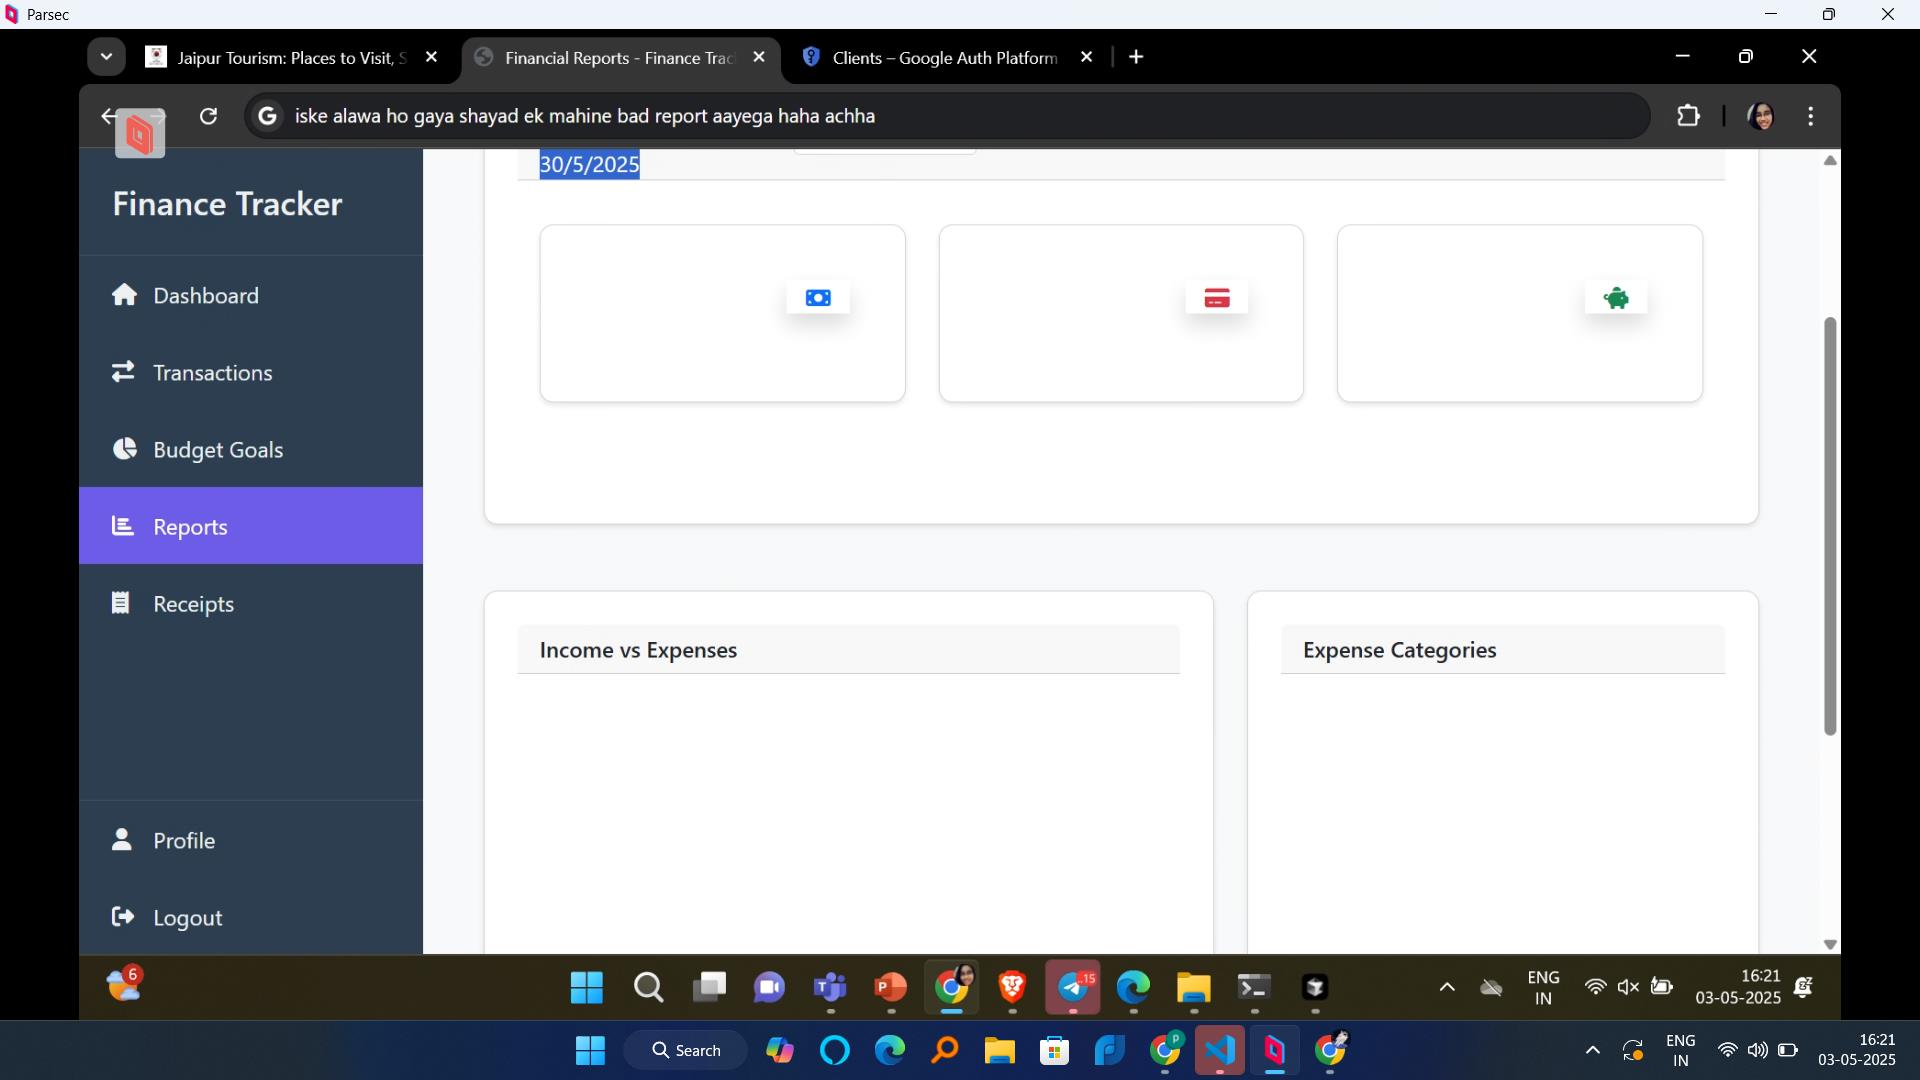 Parsec
Jaipur Tourism: Places to Visit, S
Financial Reports - Finance Trac
Clients – Google Auth Platform
iske alawa ho gaya shayad ek mahine bad report aayega haha achha
Finance Tracker
Dashboard
Transactions
Budget Goals
Reports
Receipts
Profile
Logout
30/5/2025
Income vs Expenses
Expense Categories
6
15
ENG
IN
16:21
03-05-2025
Search
P
ENG
IN
16:21
03-05-2025